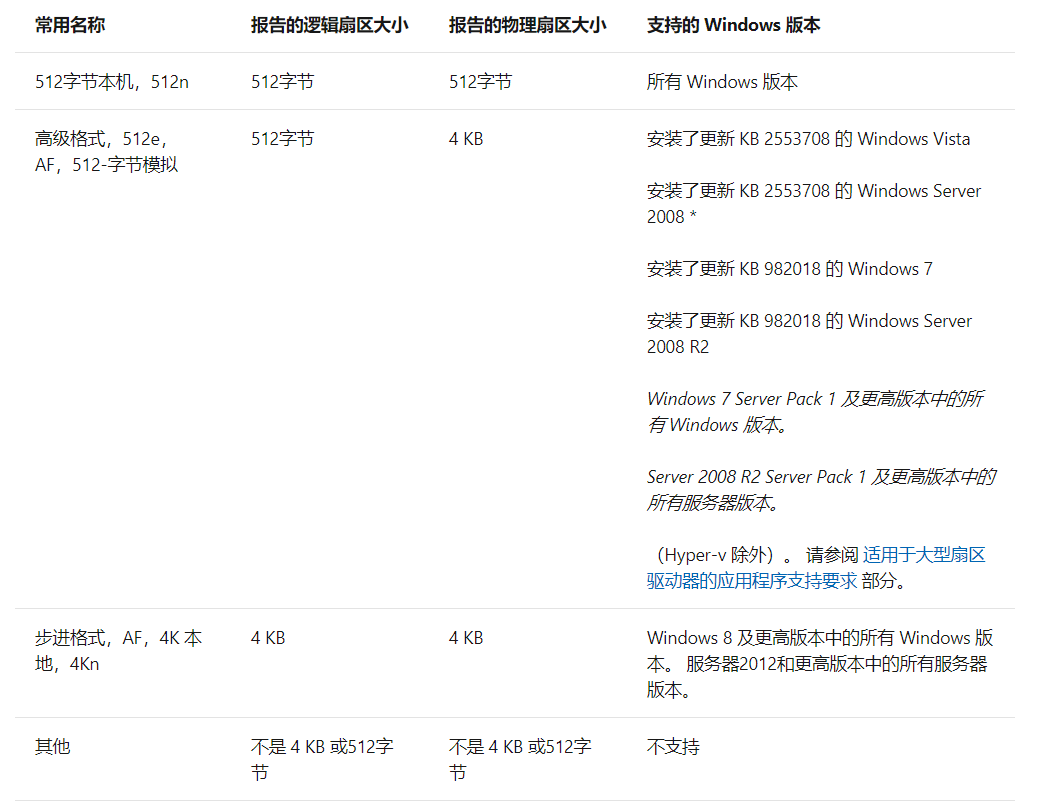 常用名称 报告的逻辑扇区大小 报告的物理扇区大小 支持的 Windows 版本
512字节本机，512n 512字节 512字节 所有 Windows 版本
高级格式，512e， 512字节 4 KB 安装了更新 KB 2553708 的 Windows Vista
AF，512-字节模拟
安装了更新 KB 2553708 的 Windows Server
2008 *
安装了更新 KB 982018 的 Windows 7
安装了更新 KB 982018 的 Windows Server
2008 R2
Windows 7 Server Pack 1 及更高版本中的所
有 Windows 版本。
Server 2008 R2 Server Pack 1 及更高版本中的
所有服务器版本。
（Hyper-v 除外）。 请参阅 适用于大型扇区
驱动器的应用程序支持要求 部分。
步进格式，AF，4K 本 4 KB 4 KB Windows 8 及更高版本中的所有 Windows 版
地，4Kn 本。 服务器2012和更高版本中的所有服务器
版本。
其他 不是 4 KB 或512字 不是 4 KB 或512字 不支持
节 节